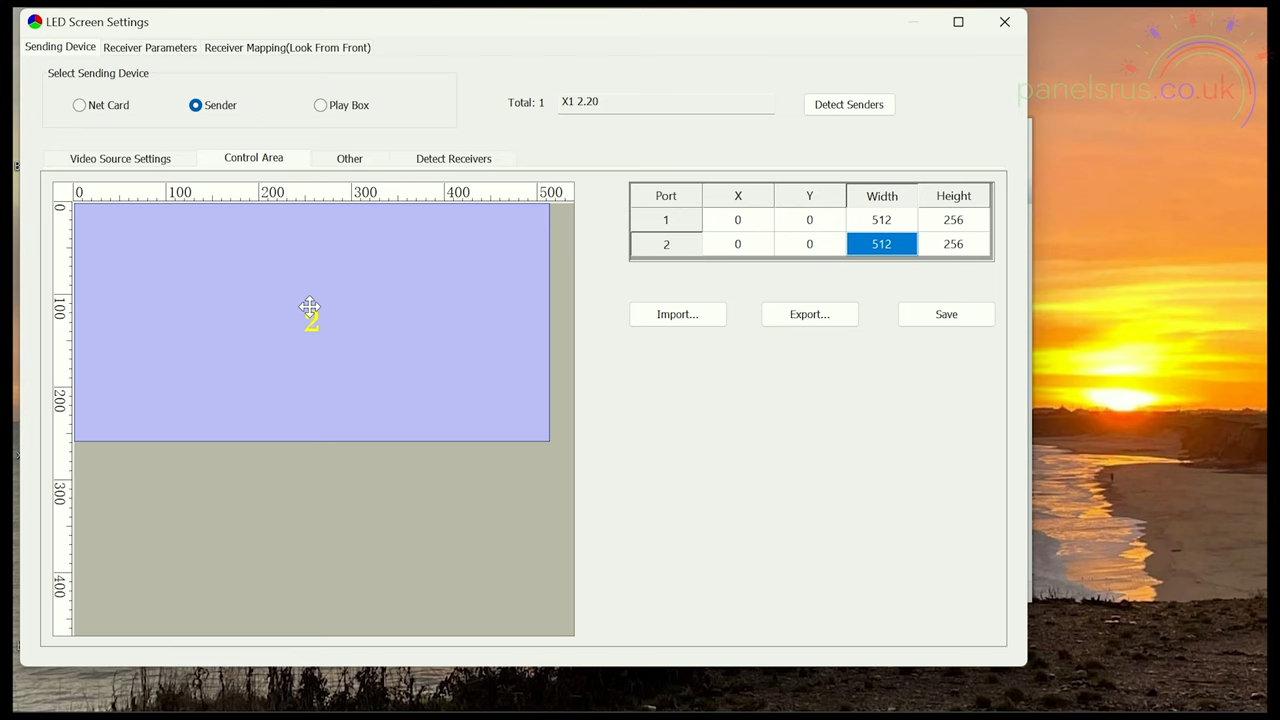 LED Screen Settings
Sending Device Receiver Parameters Receiver Mapping(Look From Front)
Select Sending Device
Net Card Sender Play Box
Total: 1 X1 2.20 Detect Senders
panelsrus.co.uk
Video Source Settings Control Area Other Detect Receivers
0 100 200 300 400 500
0
100
200
300
400
2
Port X Y Width Height
1 0 0 512 256
2 0 0 512 256
Import... Export... Save